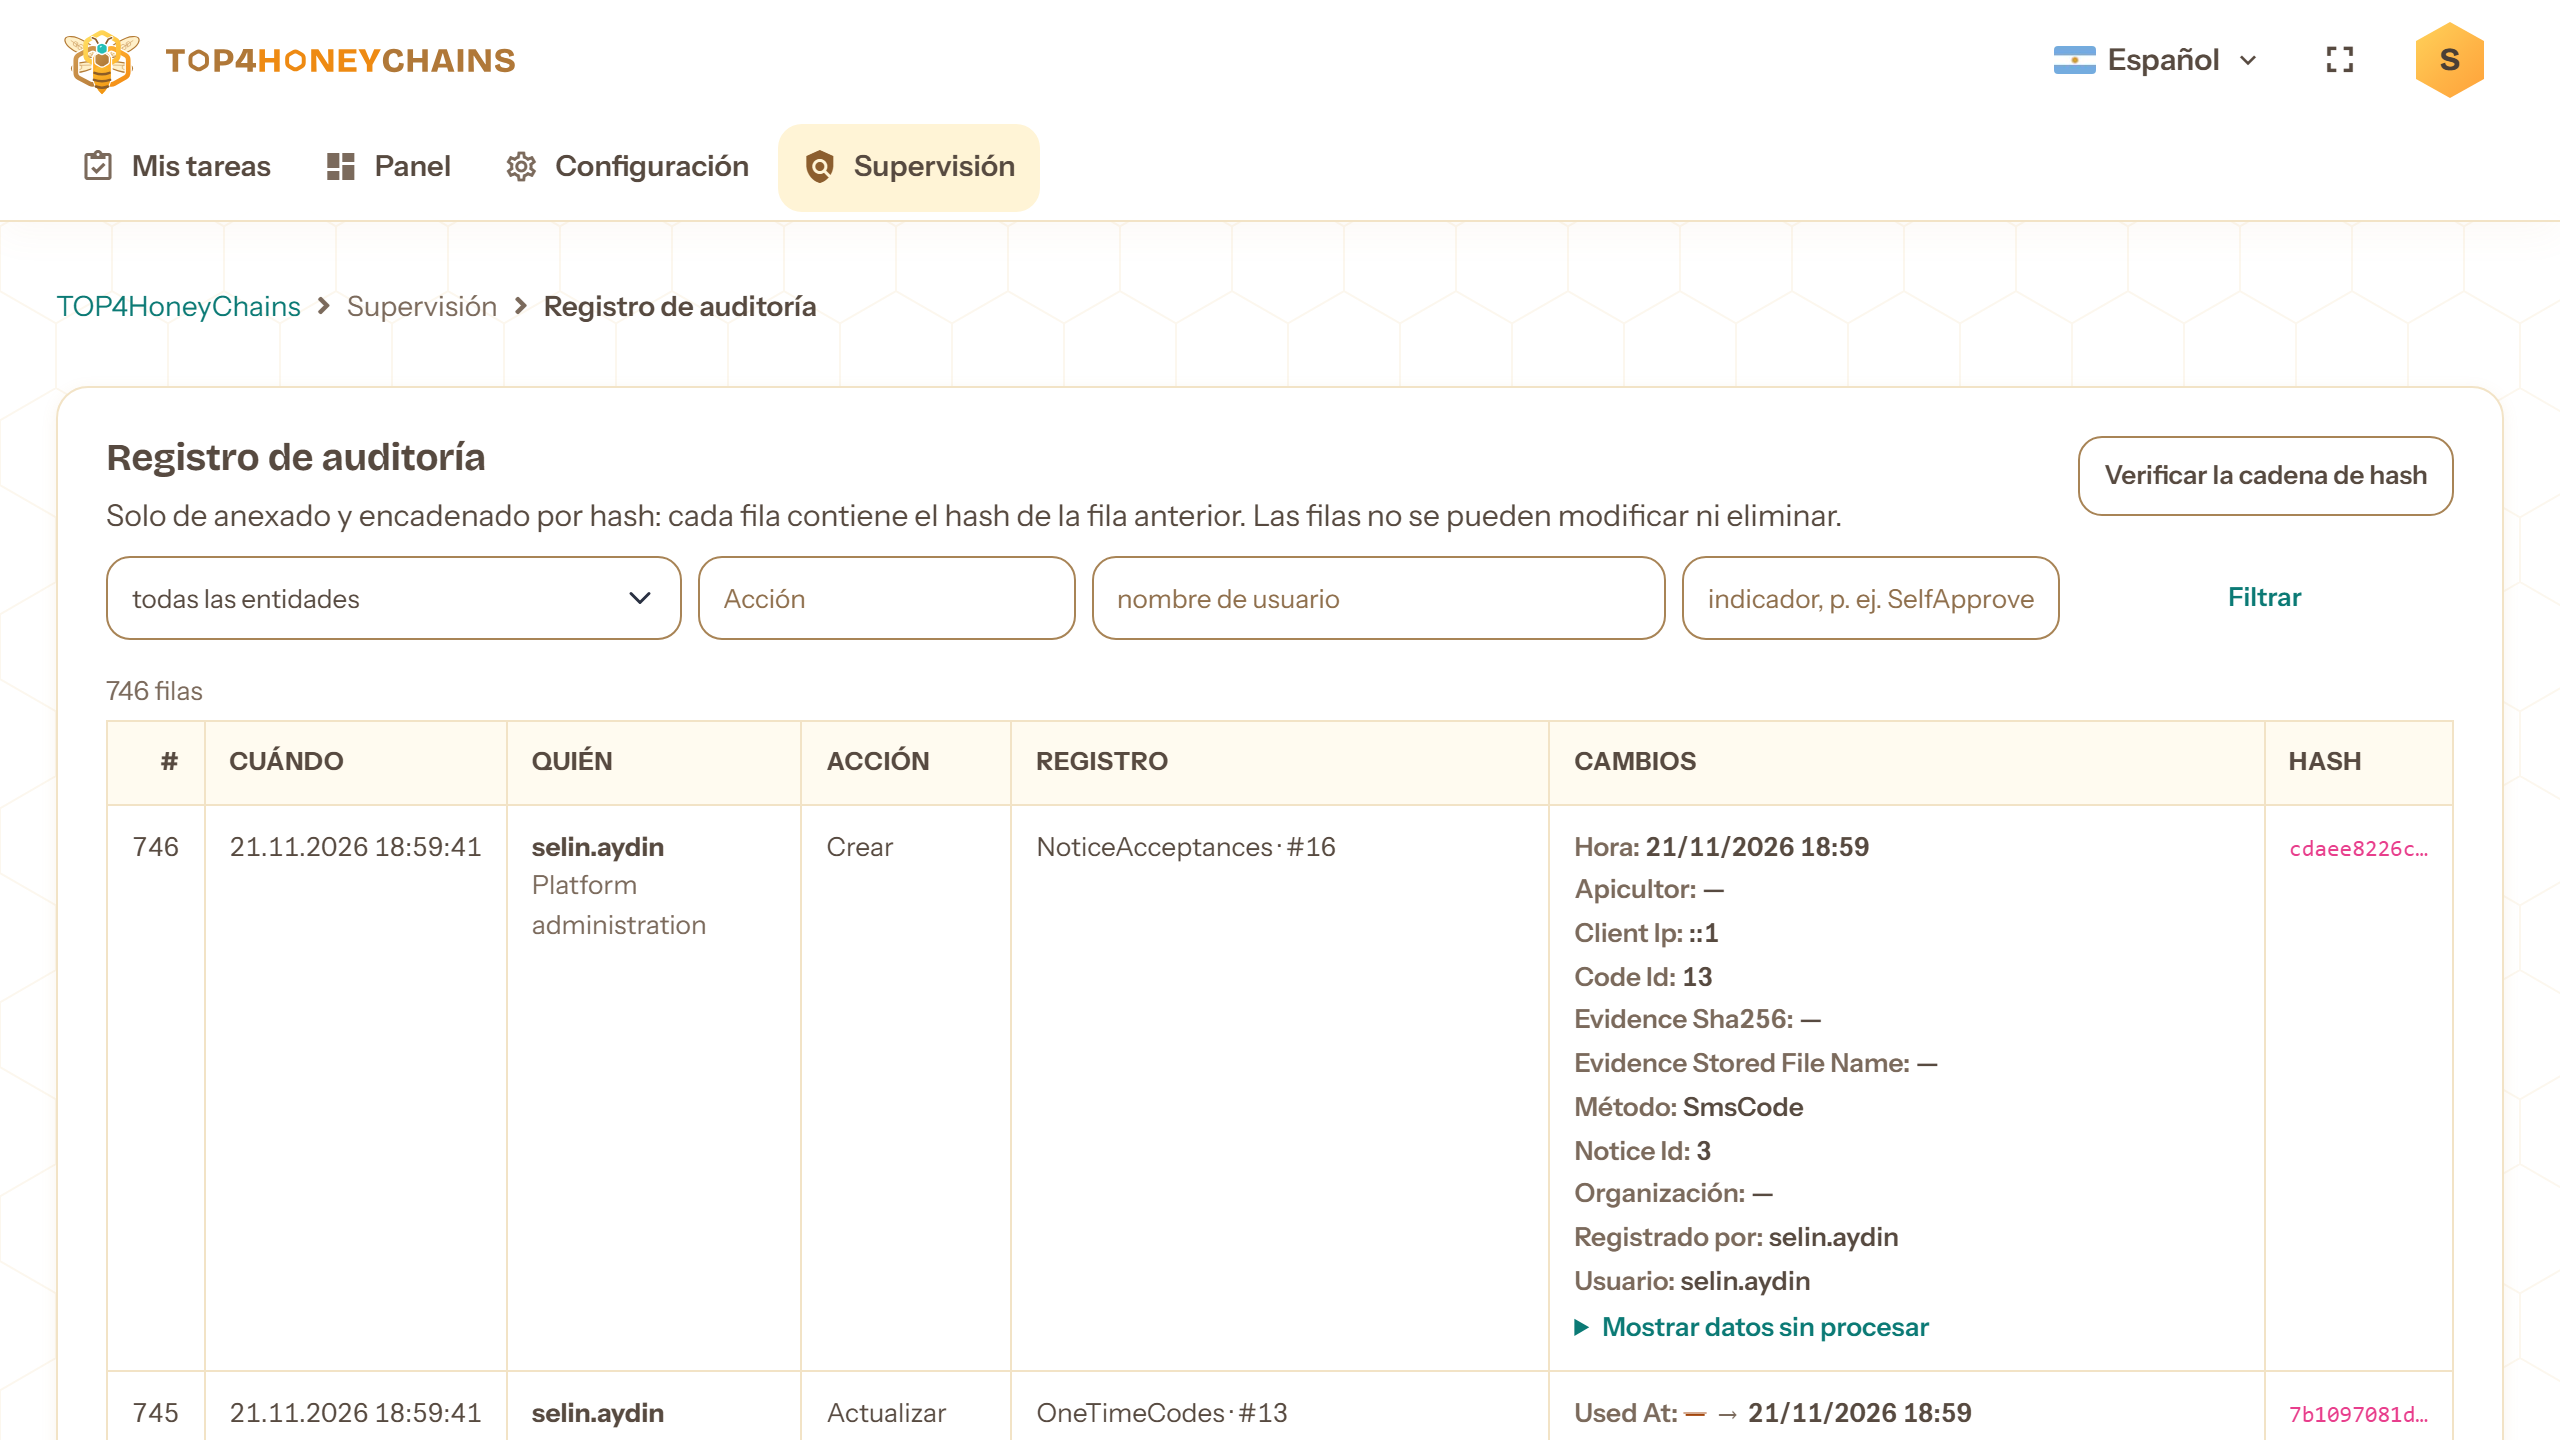 TOP4HONEYCHAINS
Español
S
Mis tareas
Panel
Configuración
Supervisión
TOP4HoneyChains > Supervisión > Registro de auditoría
Registro de auditoría
Verificar la cadena de hash
Solo de anexado y encadenado por hash: cada fila contiene el hash de la fila anterior. Las filas no se pueden modificar ni eliminar.
todas las entidades
Acción
nombre de usuario
indicador, p. ej. SelfApprove
Filtrar
746 filas
# CUÁNDO QUIÉN ACCIÓN REGISTRO CAMBIOS HASH
746 21.11.2026 18:59:41 selin.aydin Crear NoticeAcceptances · #16 Hora: 21/11/2026 18:59 cdaee8226c…
Platform
administration
Apicultor: —
Client Ip: ::1
Code Id: 13
Evidence Sha256: —
Evidence Stored File Name: —
Método: SmsCode
Notice Id: 3
Organización: —
Registrado por: selin.aydin
Usuario: selin.aydin
▶ Mostrar datos sin procesar
745 21.11.2026 18:59:41 selin.aydin Actualizar OneTimeCodes · #13 Used At: — → 21/11/2026 18:59 7b1097081d…